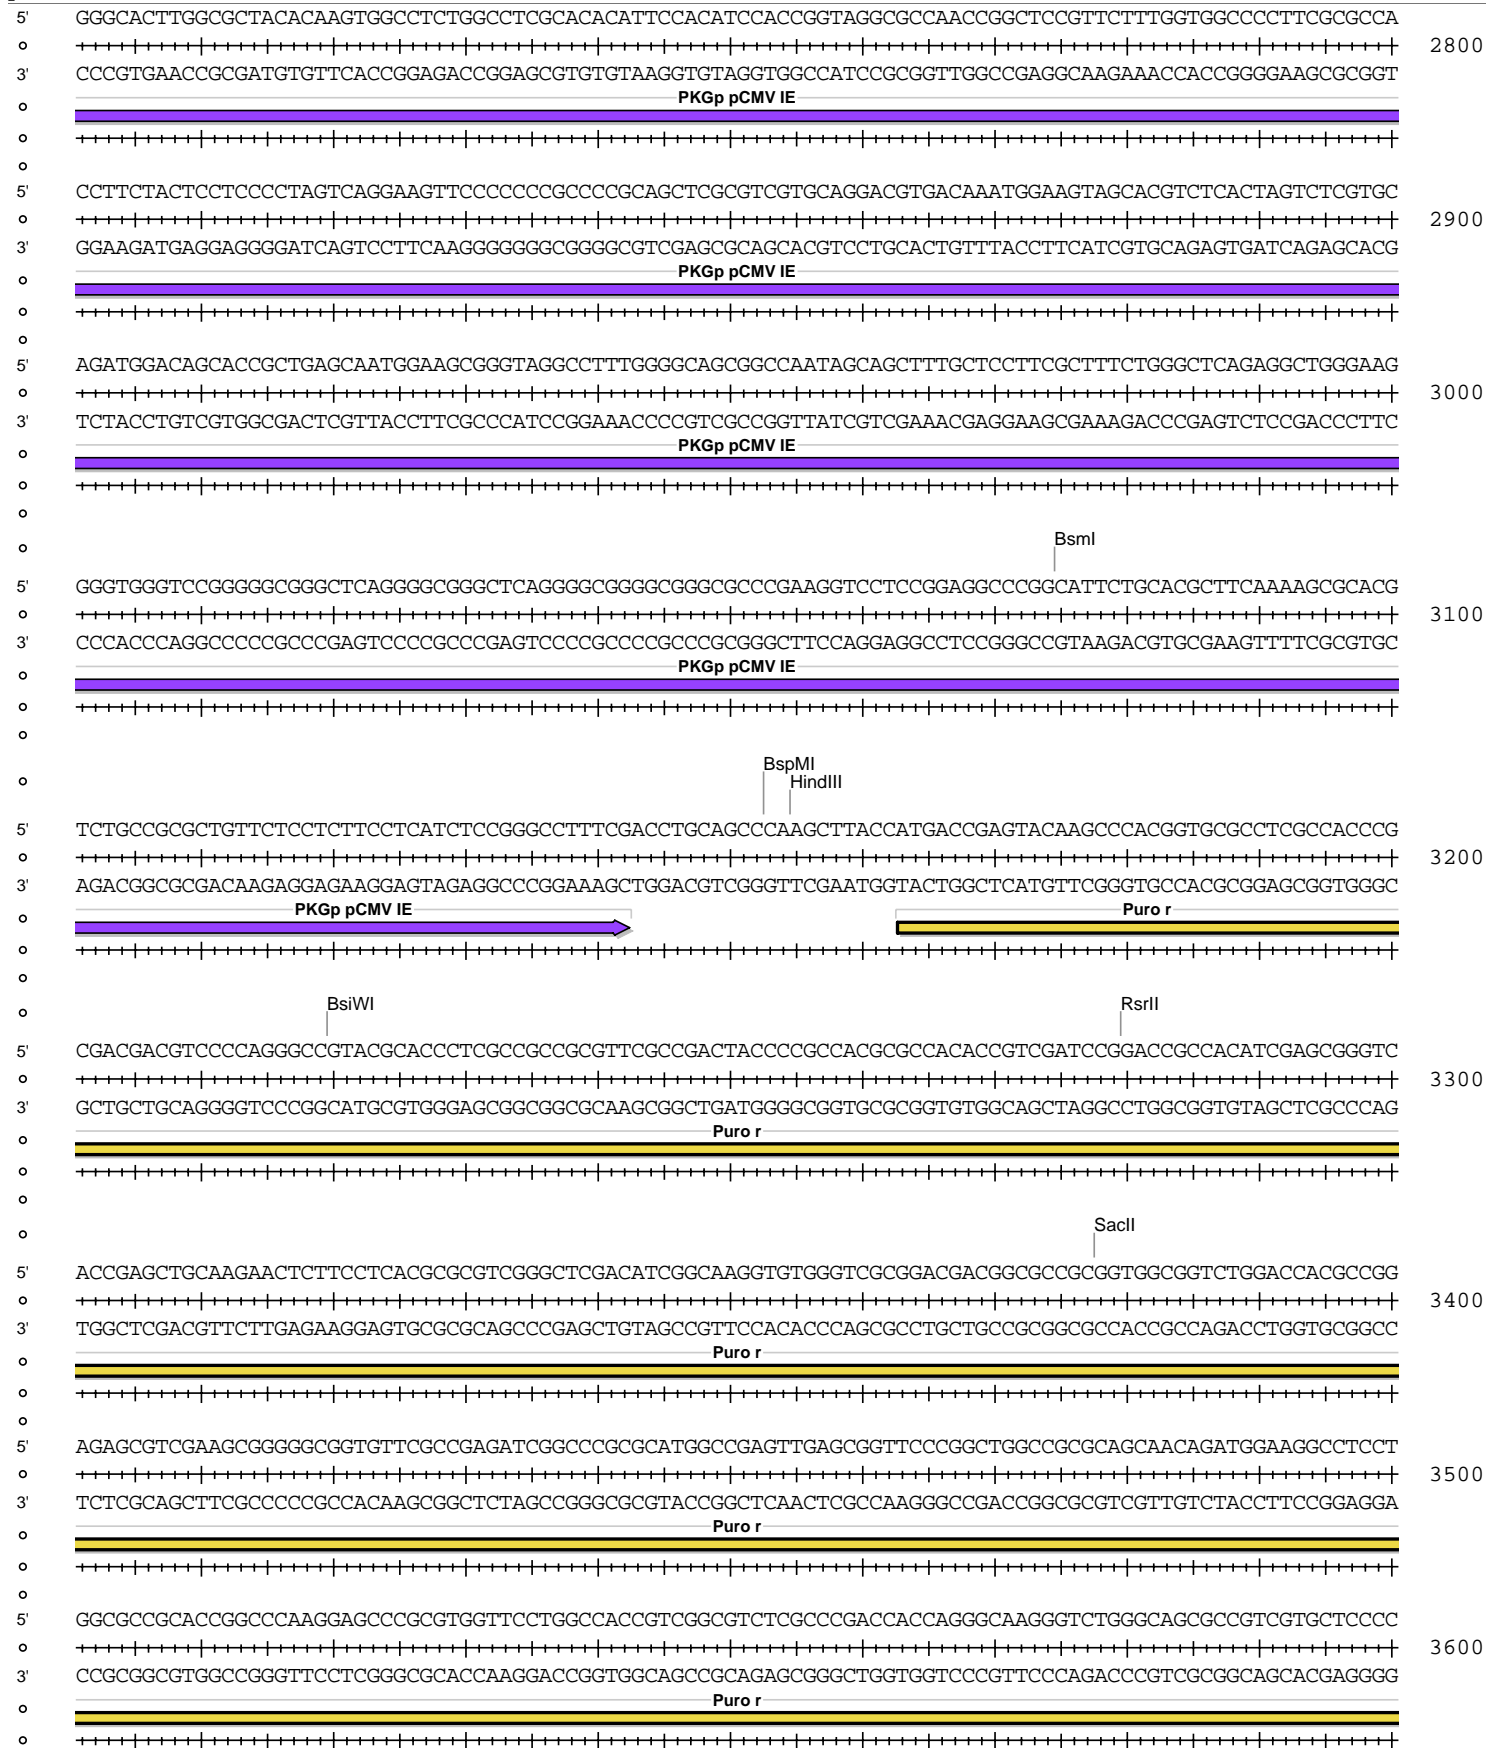 5' GGGCACTTGGCGCTACACAAGTGGCCTCTGGCCTCGCACACATTCCACATCCACCGGTAGGCGCCAACCGGCTCCGTTCTTTGGTGGCCCCTTCGCGCCA
2800
3' CCCGTGAACCGCGATGTGTTCACCGGAGACCGGAGCGTGTGTAAGGTGTAGGTGGCCATCCGCGGTTGGCCGAGGCAAGAAACCACCGGGGAAGCGCGGT
PKGp pCMV IE
5' CCTTCTACTCCTCCCCTAGTCAGGAAGTTCCCCCCCGCCCCGCAGCTCGCGTCGTGCAGGACGTGACAAATGGAAGTAGCACGTCTCACTAGTCTCGTGC
2900
3' GGAAGATGAGGAGGGGATCAGTCCTTCAAGGGGGGGCGGGGCGTCGAGCGCAGCACGTCCTGCACTGTTTACCTTCATCGTGCAGAGTGATCAGAGCACG
PKGp pCMV IE
5' AGATGGACAGCACCGCTGAGCAATGGAAGCGGGTAGGCCTTTGGGGCAGCGGCCAATAGCAGCTTTGCTCCTTCGCTTTCTGGGCTCAGAGGCTGGGAAG
3000
3' TCTACCTGTCGTGGCGACTCGTTACCTTCGCCCATCCGGAAACCCCGTCGCCGGTTATCGTCGAAACGAGGAAGCGAAAGACCCGAGTCTCCGACCCTTC
PKGp pCMV IE
BsmI
5' GGGTGGGTCCGGGGGCGGGCTCAGGGGCGGGCTCAGGGGCGGGGCGGGCGCCCGAAGGTCCTCCGGAGGCCCGGCATTCTGCACGCTTCAAAAGCGCACG
3100
3' CCCACCCAGGCCCCCGCCCGAGTCCCCGCCCGAGTCCCCGCCCCGCCCGCGGGCTTCCAGGAGGCCTCCGGGCCGTAAGACGTGCGAAGTTTTCGCGTGC
PKGp pCMV IE
BspMI
HindIII
5' TCTGCCGCGCTGTTCTCCTCTTCCTCATCTCCGGGCCTTTCGACCTGCAGCCCAAGCTTACCATGACCGAGTACAAGCCCACGGTGCGCCTCGCCACCCG
3200
3' AGACGGCGCGACAAGAGGAGAAGGAGTAGAGGCCCGGAAAGCTGGACGTCGGGTTCGAATGGTACTGGCTCATGTTCGGGTGCCACGCGGAGCGGTGGGC
PKGp pCMV IE Puro r
BsiWI RsrII
5' CGACGACGTCCCCAGGGCCGTACGCACCCTCGCCGCCGCGTTCGCCGACTACCCCGCCACGCGCCACACCGTCGATCCGGACCGCCACATCGAGCGGGTC
3300
3' GCTGCTGCAGGGGTCCCGGCATGCGTGGGAGCGGCGGCGCAAGCGGCTGATGGGGCGGTGCGCGGTGTGGCAGCTAGGCCTGGCGGTGTAGCTCGCCCAG
Puro r
SacII
5' ACCGAGCTGCAAGAACTCTTCCTCACGCGCGTCGGGCTCGACATCGGCAAGGTGTGGGTCGCGGACGACGGCGCCGCGGTGGCGGTCTGGACCACGCCGG
3400
3' TGGCTCGACGTTCTTGAGAAGGAGTGCGCGCAGCCCGAGCTGTAGCCGTTCCACACCCAGCGCCTGCTGCCGCGGCGCCACCGCCAGACCTGGTGCGGCC
Puro r
5' AGAGCGTCGAAGCGGGGGCGGTGTTCGCCGAGATCGGCCCGCGCATGGCCGAGTTGAGCGGTTCCCGGCTGGCCGCGCAGCAACAGATGGAAGGCCTCCT
3500
3' TCTCGCAGCTTCGCCCCCGCCACAAGCGGCTCTAGCCGGGCGCGTACCGGCTCAACTCGCCAAGGGCCGACCGGCGCGTCGTTGTCTACCTTCCGGAGGA
Puro r
5' GGCGCCGCACCGGCCCAAGGAGCCCGCGTGGTTCCTGGCCACCGTCGGCGTCTCGCCCGACCACCAGGGCAAGGGTCTGGGCAGCGCCGTCGTGCTCCCC
3600
3' CCGCGGCGTGGCCGGGTTCCTCGGGCGCACCAAGGACCGGTGGCAGCCGCAGAGCGGGCTGGTGGTCCCGTTCCCAGACCCGTCGCGGCAGCACGAGGGG
Puro r